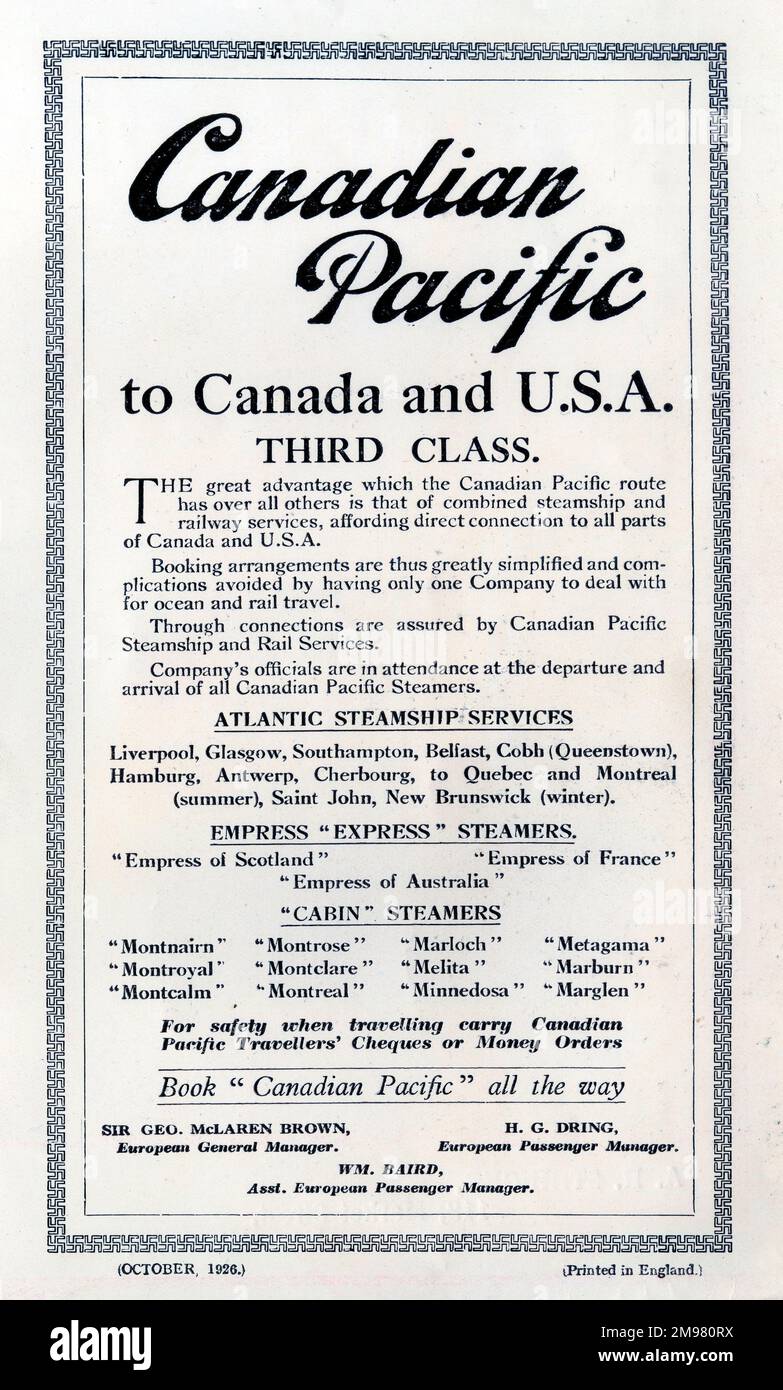 Canadian
Pacific
to Canada and U.S.A.
THIRD CLASS.
THE great advantage which the Canadian Pacific route
has over all others is that of combined steamship and
railway services, affording direct connection to all parts
of Canada and U.S.A.
Booking arrangements are thus greatly simplified and com-
plications avoided by having only one Company to deal with
for ocean and rail travel.
Through connections are assured by Canadian Pacific
Steamship and Rail Services.
Company's officials are in attendance at the departure and
arrival of all Canadian Pacific Steamers.
ATLANTIC STEAMSHIP SERVICES
Liverpool, Glasgow, Southampton, Belfast, Cobh (Queenstown),
Hamburg, Antwerp, Cherbourg, to Quebec and Montreal
(summer), Saint John, New Brunswick (winter).
EMPRESS "EXPRESS" STEAMERS.
"Empress of Scotland" "Empress of France"
"Empress of Australia"
"CABIN" STEAMERS
"Montnairn" "Montrose" "Marloch" "Metagama"
"Montroyal" "Montclare" "Melita" "Marburn"
"Montcalm" "Montreal" "Minnedosa" "Marglen"
For safety when travelling carry Canadian
Pacific Travellers' Cheques or Money Orders
Book "Canadian Pacific" all the way
SIR GEO. McLAREN BROWN, H. G. DRING,
European General Manager. European Passenger Manager.
WM. BAIRD,
Asst. European Passenger Manager.
(OCTOBER, 1926.) (Printed in England.)
alamy
Image ID: 2M980RX
www.alamy.com